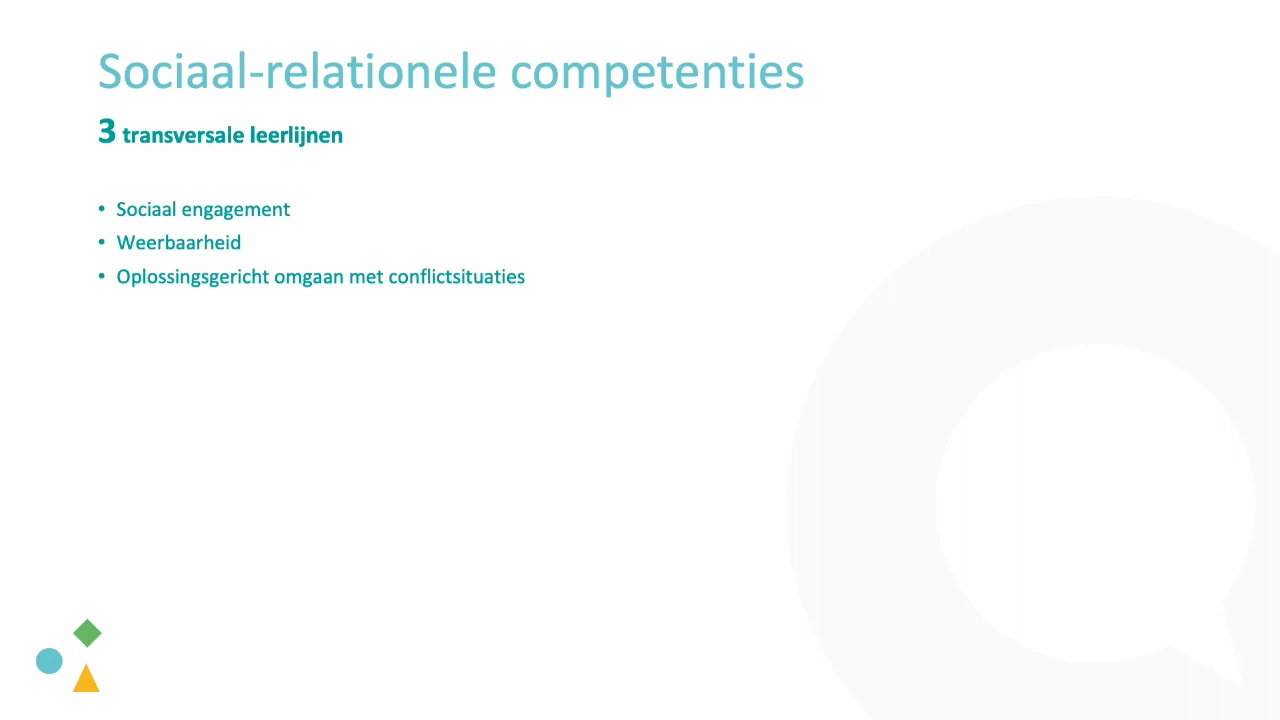 Sociaal-relationele competenties
3 transversale leerlijnen
• Sociaal engagement
• Weerbaarheid
• Oplossingsgericht omgaan met conflictsituaties